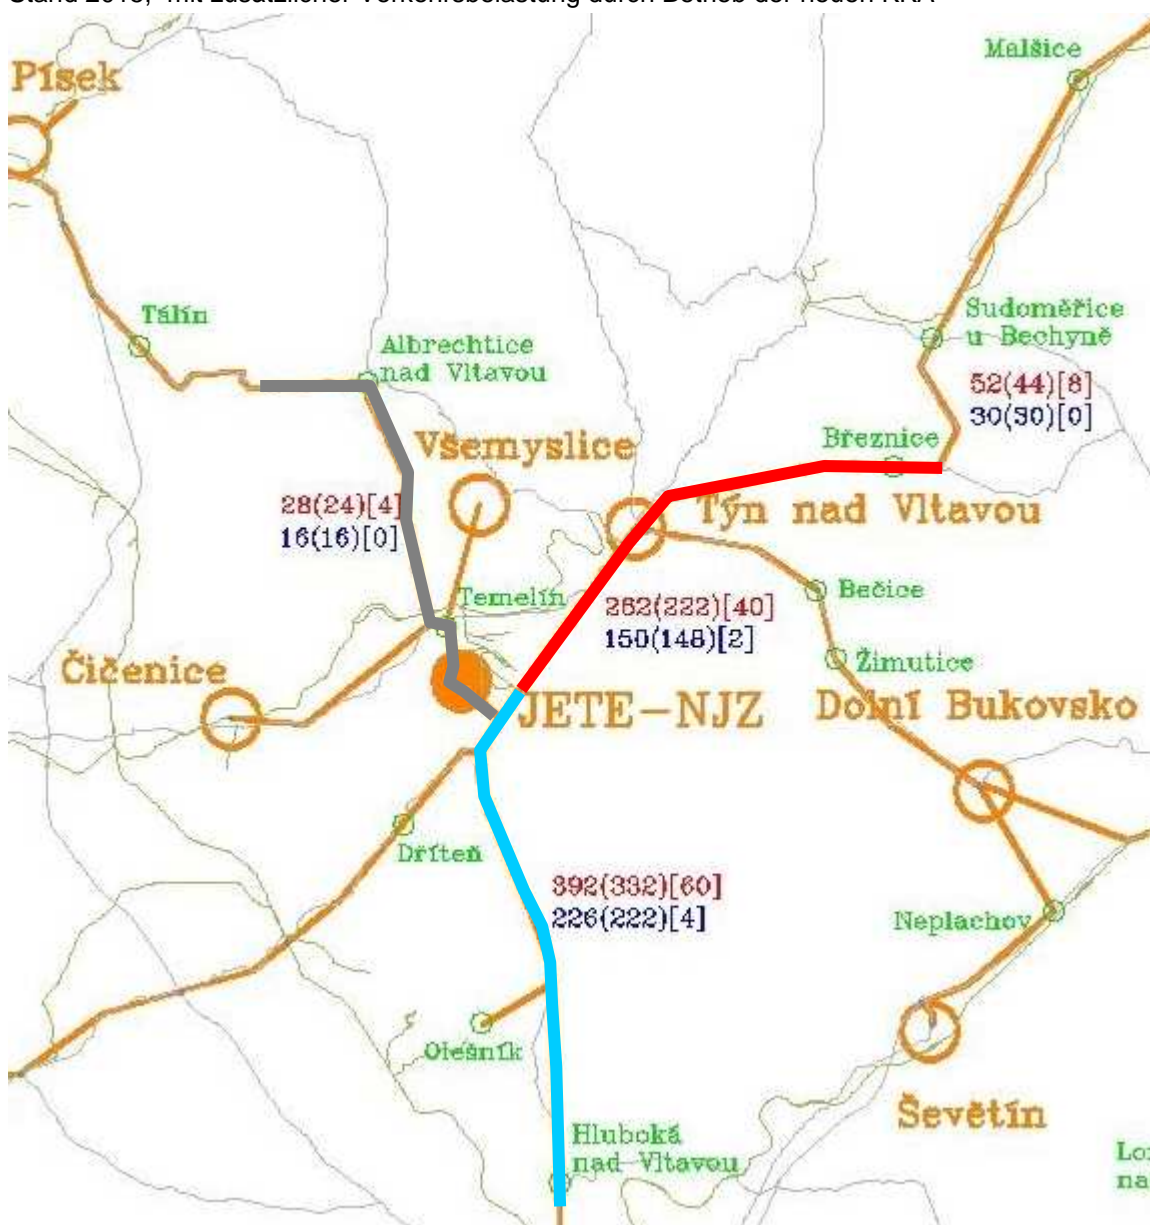 Malšice
Písek
Tálín
Albrechtice
nad Vltavou
Sudoměřice
u Bechyně
52(44)[8]
30(30)[0]
Březnice
Všemyslice
28(24)[4]
16(16)[0]
Týn nad Vltavou
Temelín
Bečice
262(222)[40]
150(148)[2]
Čičenice
Žimutice
JETE-NJZ
Dolní Bukovsko
Dříteň
392(332)[60]
226(222)[4]
Neplachov
Olešník
Ševětín
Hluboká
nad Vltavou